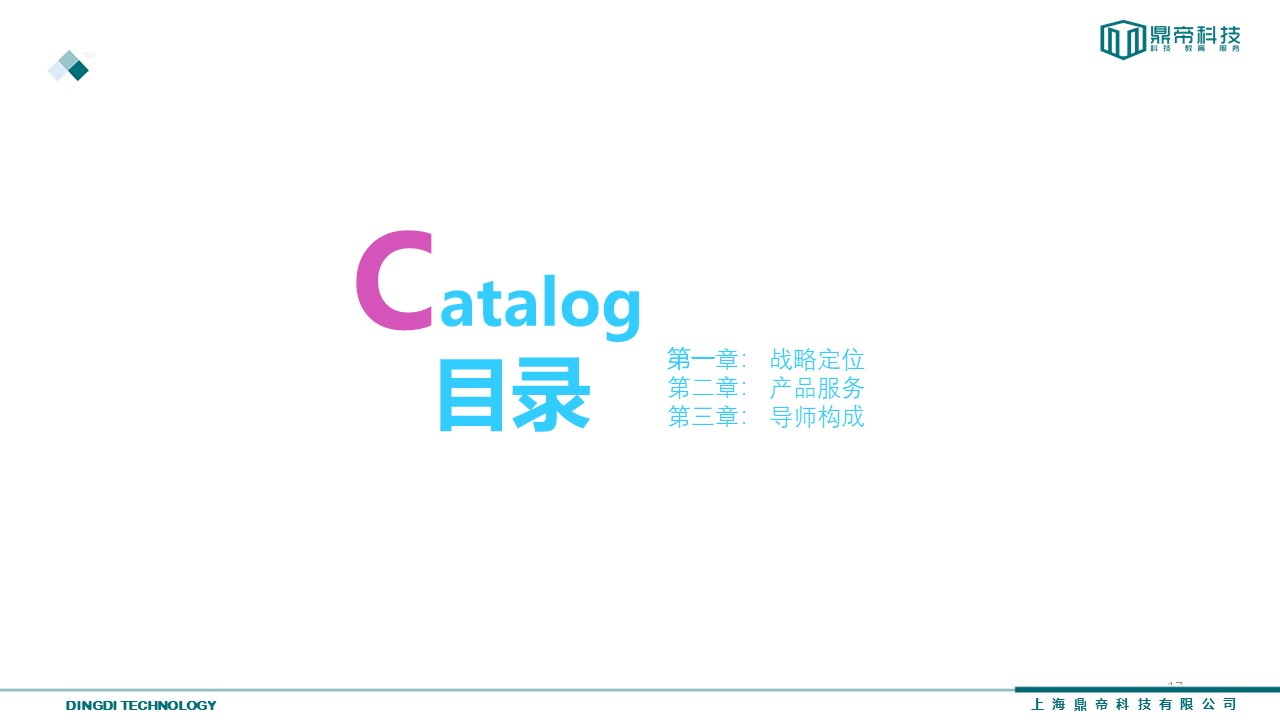 鼎帝科技
科技 教育 服务
Catalog
目录
第一章： 战略定位
第二章： 产品服务
第三章： 导师构成
DINGDI TECHNOLOGY
上海鼎帝科技有限公司